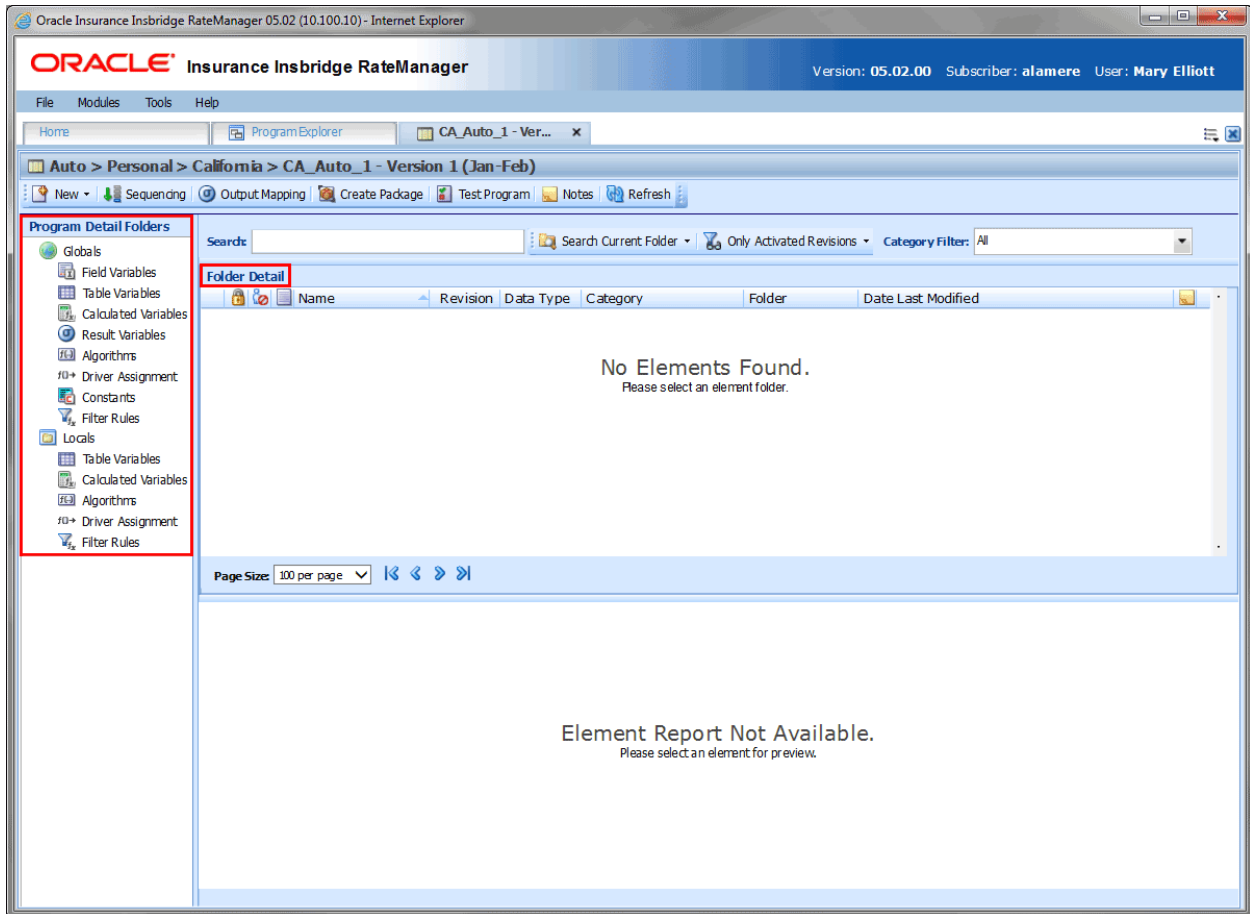 Oracle Insurance Insbridge RateManager 05.02 (10.100.10) - Internet Explorer
ORACLE Insurance Insbridge RateManager
Version: 05.02.00 Subscriber: alamere User: Mary Elliott
File Modules Tools Help
Home Program Explorer CA_Auto_1 - Ver... x
Auto > Personal > California > CA_Auto_1 - Version 1 (Jan-Feb)
New Sequencing Output Mapping Create Package Test Program Notes Refresh
Program Detail Folders
Globals
Field Variables
Table Variables
Calculated Variables
Result Variables
Algorithms
Driver Assignment
Constants
Filter Rules
Locals
Table Variables
Calculated Variables
Algorithms
Driver Assignment
Filter Rules
Search: Search Current Folder Only Activated Revisions Category Filter: All
Folder Detail
Name Revision Data Type Category Folder Date Last Modified
No Elements Found.
Please select an element folder.
Page Size: 100 per page
Element Report Not Available.
Please select an element for preview.